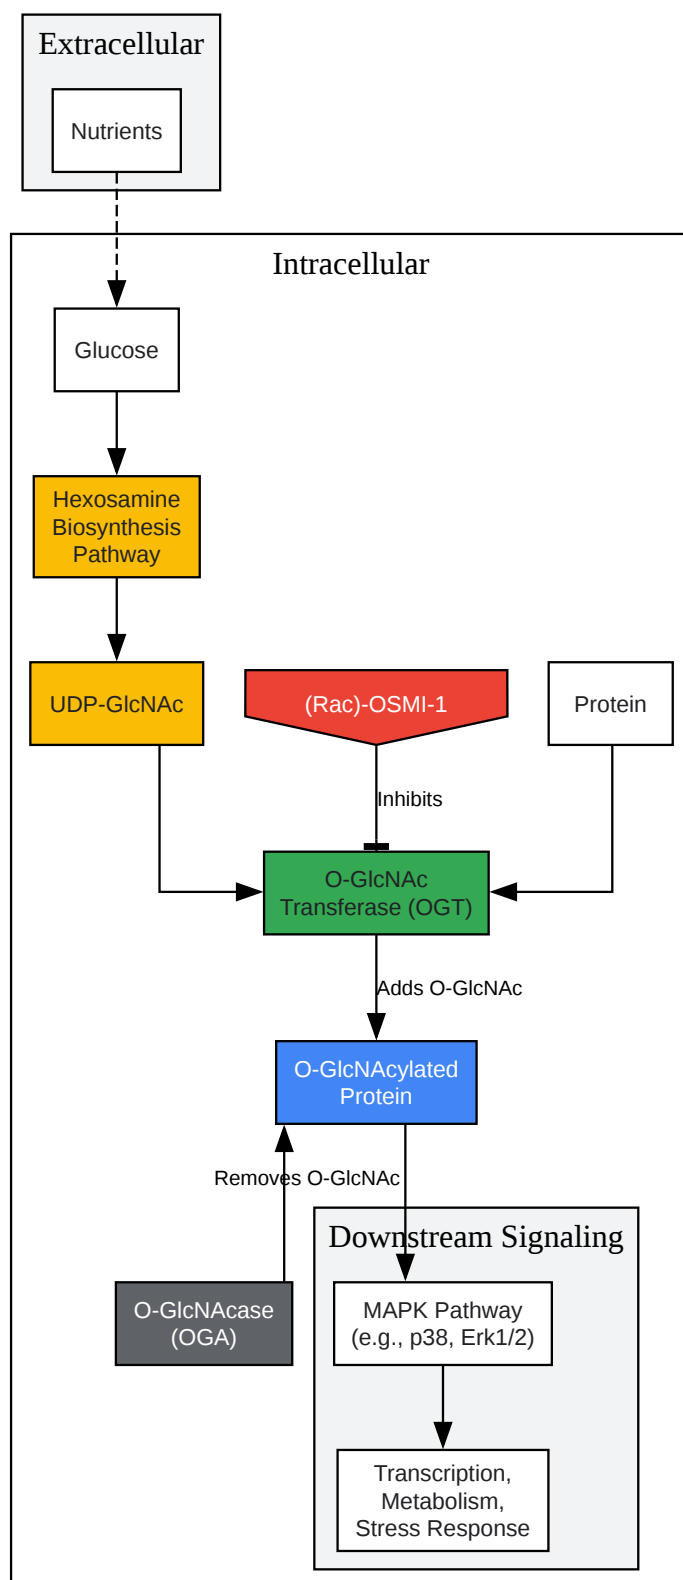 Extracellular
Nutrients
Intracellular
Glucose
Hexosamine
Biosynthesis
Pathway
UDP-GlcNAc
(Rac)-OSMI-1
Protein
Inhibits
O-GlcNAc
Transferase (OGT)
Adds O-GlcNAc
O-GlcNAcylated
Protein
Removes O-GlcNAc
Downstream Signaling
O-GlcNAcase
(OGA)
MAPK Pathway
(e.g., p38, Erk1/2)
Transcription,
Metabolism,
Stress Response